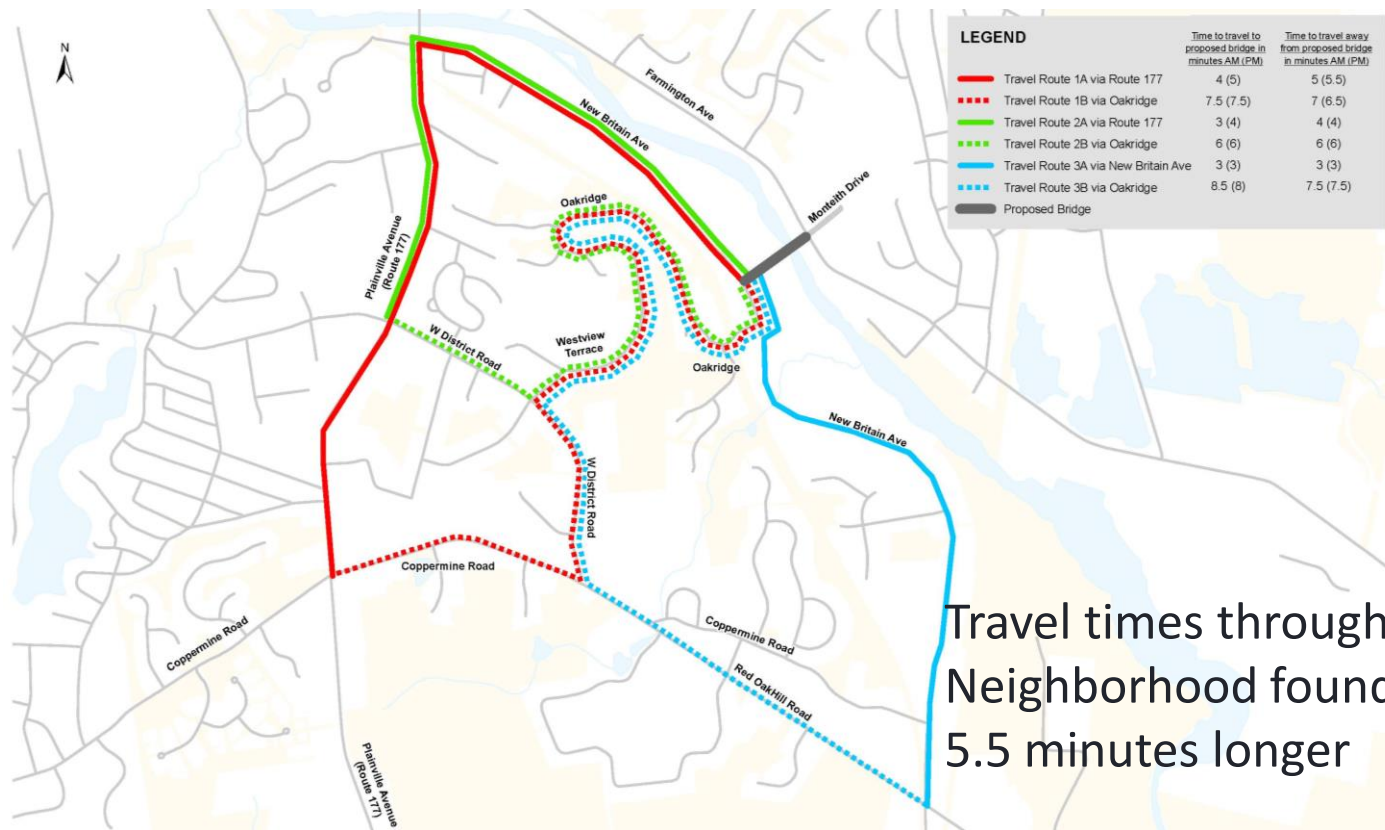 N
LEGEND
Time to travel to
proposed bridge in
minutes AM (PM)
Time to travel away
from proposed bridge
in minutes AM (PM)
Travel Route 1A via Route 177 4 (5) 5 (5.5)
Travel Route 1B via Oakridge 7.5 (7.5) 7 (6.5)
Travel Route 2A via Route 177 3 (4) 4 (4)
Travel Route 2B via Oakridge 6 (6) 6 (6)
Travel Route 3A via New Britain Ave 3 (3) 3 (3)
Travel Route 3B via Oakridge 8.5 (8) 7.5 (7.5)
Proposed Bridge
Farmington Ave
New Britain Ave
Monteith Drive
Oakridge
Plainville Avenue
(Route 177)
W District Road
Westview
Terrace
Oakridge
New Britain Ave
W District Road
Coppermine Road
Coppermine Road
Coppermine Road
Red OakHill Road
Plainville Avenue
(Route 177)
Travel times through
Neighborhood found
5.5 minutes longer